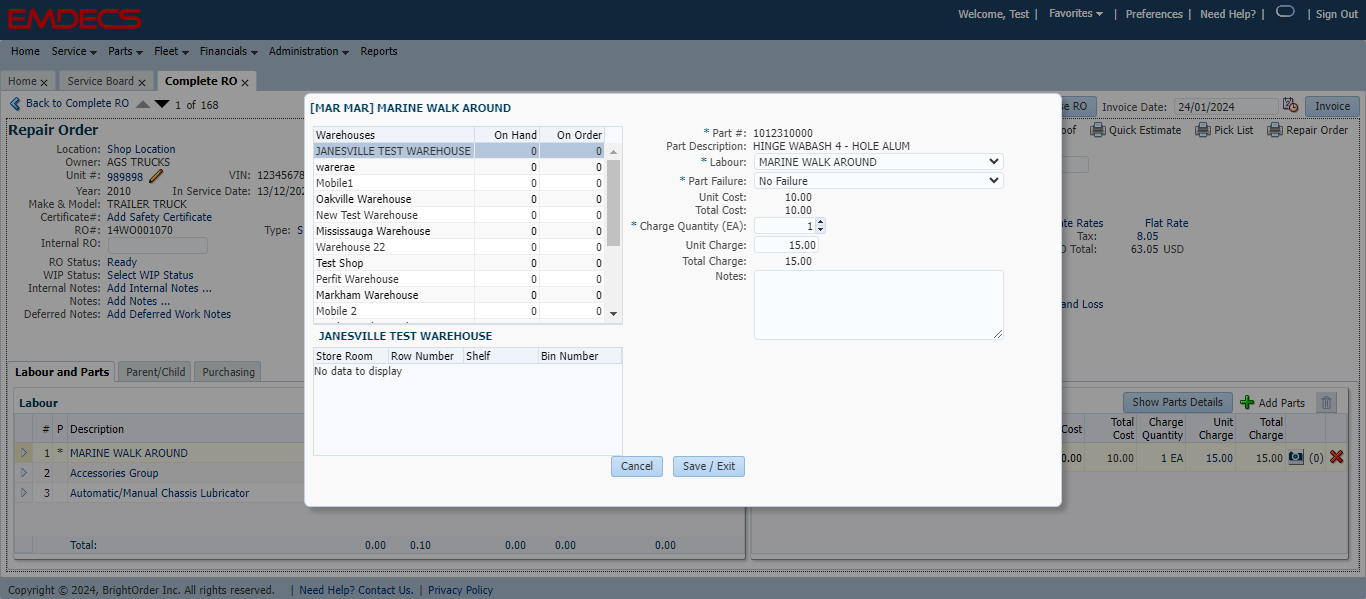 EMDECS
Welcome, Test | Favorites | Preferences | Need Help? | | Sign Out
Home Service Parts Fleet Financials Administration Reports
Home x Service Board x Complete RO x
Back to Complete RO 1 of 168
e RO Invoice Date: 24/01/2024 Invoice
Repair Order
oof Quick Estimate Pick List Repair Order
Location: Shop Location
Owner: AGS TRUCKS
Unit #: 989898 VIN: 12345678
Year: 2010 In Service Date: 13/12/202
Make & Model: TRAILER TRUCK
Certificate#: Add Safety Certificate
RO#: 14WO001070 Type: S
Internal RO:
RO Status: Ready
WIP Status: Select WIP Status
Internal Notes: Add Internal Notes ...
Notes: Add Notes ...
Deferred Notes: Add Deferred Work Notes
te Rates Flat Rate
Tax: 8.05
O Total: 63.05 USD
and Loss
[MAR MAR] MARINE WALK AROUND
Warehouses On Hand On Order
JANESVILLE TEST WAREHOUSE 0 0
warerae 0 0
Mobile1 0 0
Oakville Warehouse 0 0
New Test Warehouse 0 0
Mississauga Warehouse 0 0
Warehouse 22 0 0
Test Shop 0 0
Perfit Warehouse 0 0
Markham Warehouse 0 0
Mobile 2 0 0
JANESVILLE TEST WAREHOUSE
Store Room Row Number Shelf Bin Number
No data to display
* Part #: 1012310000
Part Description: HINGE WABASH 4 - HOLE ALUM
* Labour: MARINE WALK AROUND
* Part Failure: No Failure
Unit Cost: 10.00
Total Cost: 10.00
* Charge Quantity (EA): 1
Unit Charge: 15.00
Total Charge: 15.00
Notes:
Cancel Save / Exit
Labour and Parts Parent/Child Purchasing
Labour
# P Description
1 * MARINE WALK AROUND
2 Accessories Group
3 Automatic/Manual Chassis Lubricator
Total: 0.00 0.10 0.00 0.00 0.00
Show Parts Details Add Parts
Cost Total Cost Charge Quantity Unit Charge Total Charge
0.00 10.00 1 EA 15.00 15.00 (0)
Copyright © 2024, BrightOrder Inc. All rights reserved. | Need Help? Contact Us. | Privacy Policy